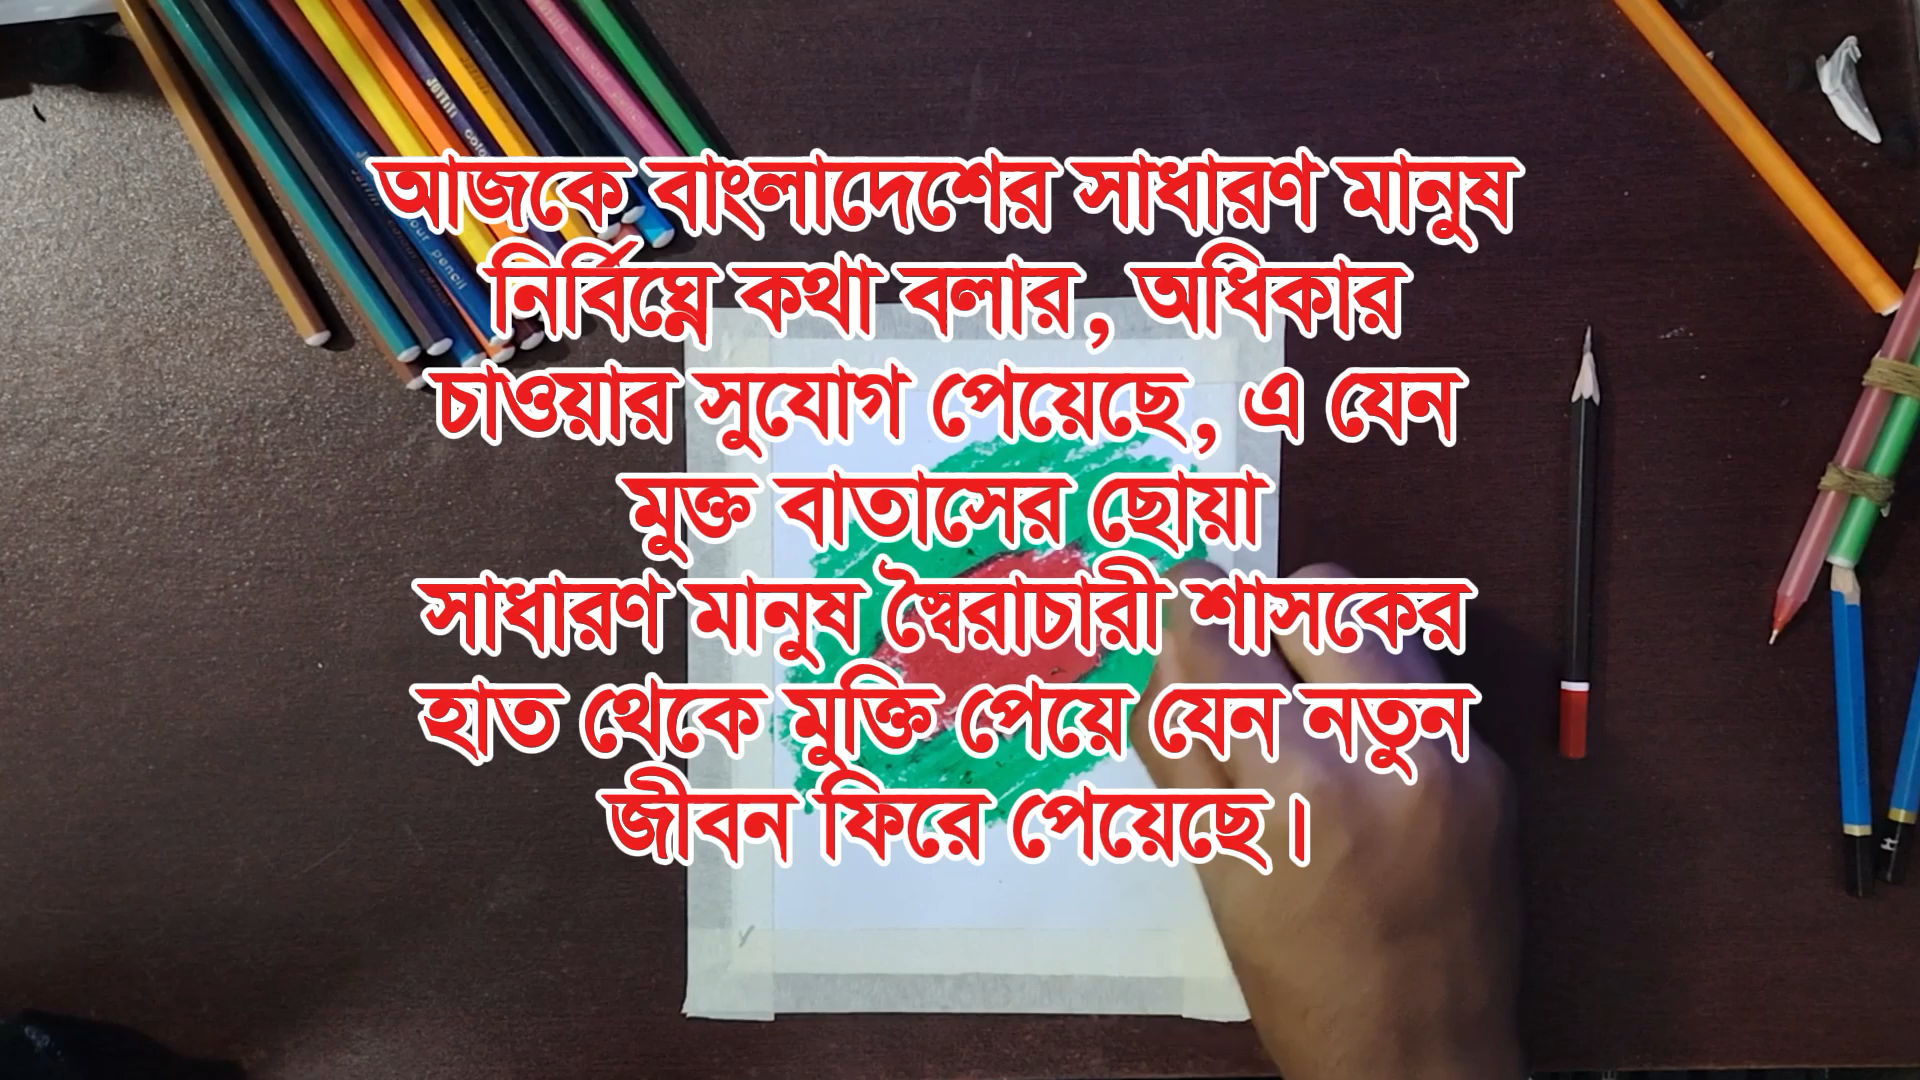 আজকে বাংলাদেশের সাধারণ মানুষ
নির্বিঘ্নে কথা বলার, অধিকার
চাওয়ার সুযোগ পেয়েছে, এ যেন
মুক্ত বাতাসের ছোয়া
সাধারণ মানুষ স্বৈরাচারী শাসকের
হাত থেকে মুক্তি পেয়ে যেন নতুন
জীবন ফিরে পেয়েছে।